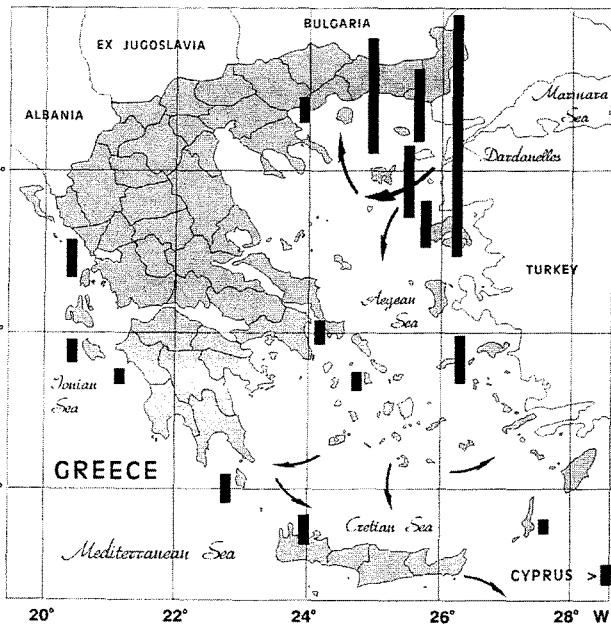 BULGARIA
EX JUGOSLAVIA
ALBANIA
Marmara
Sea
Dardanelles
TURKEY
Aegean
Sea
Ionian
Sea
GREECE
Cretian Sea
Mediterranean Sea
CYPRUS >
20° 22° 24° 26° 28° W